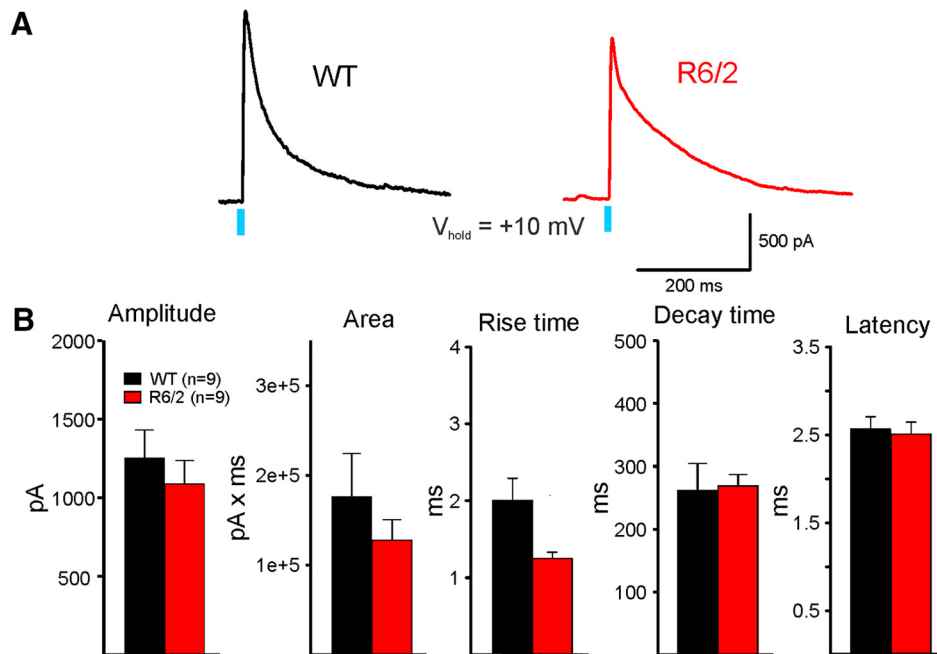 A
WT
R6/2
Vhold = +10 mV
500 pA
200 ms
B
Amplitude
Area
Rise time
Decay time
Latency
2000
1500
1000
500
pA
WT (n=9)
R6/2 (n=9)
3e+5
2e+5
1e+5
pA x ms
4
3
2
1
ms
500
400
300
200
100
ms
3.5
2.5
1.5
0.5
ms